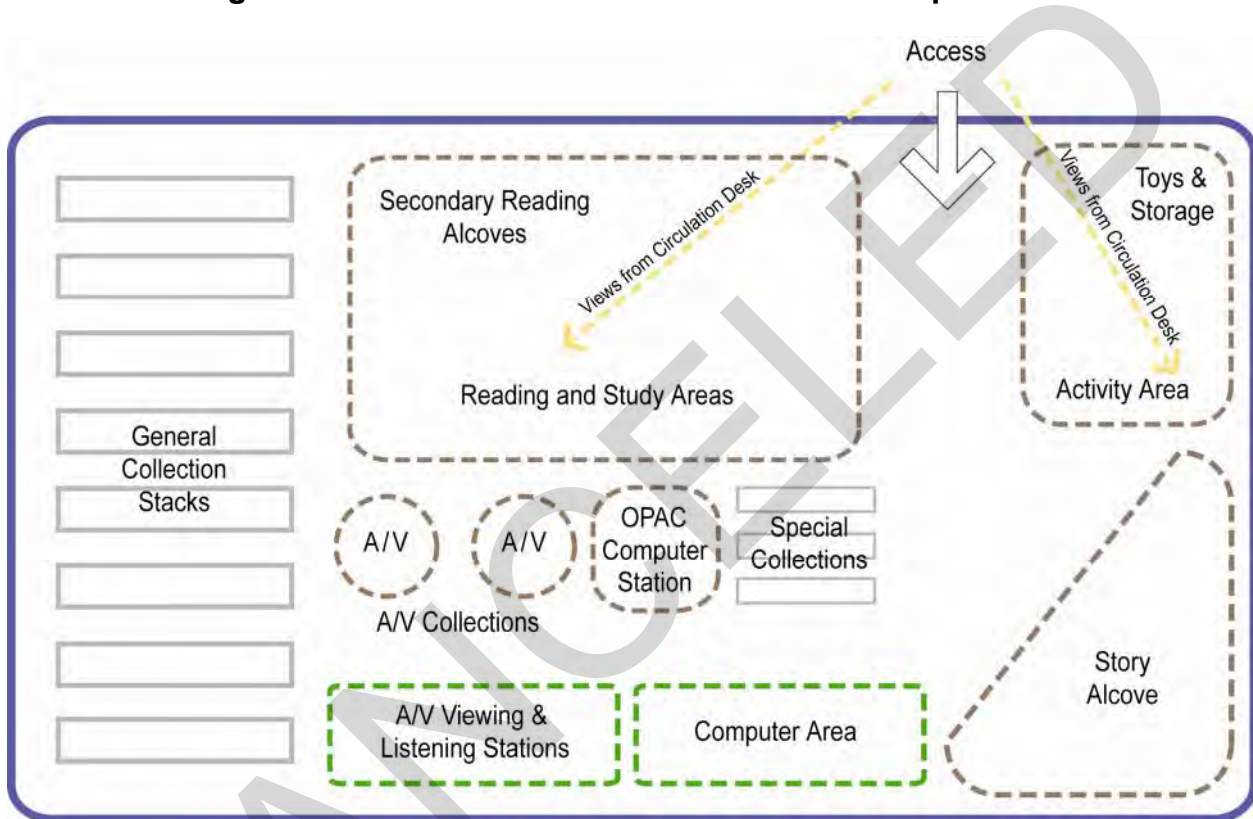 Access
Views from Circulation Desk
Views from Circulation Desk
Secondary Reading
Alcoves
Toys &
Storage
Reading and Study Areas
Activity Area
General
Collection
Stacks
A/V
A/V
OPAC
Computer
Station
Special
Collections
A/V Collections
Story
Alcove
A/V Viewing &
Listening Stations
Computer Area